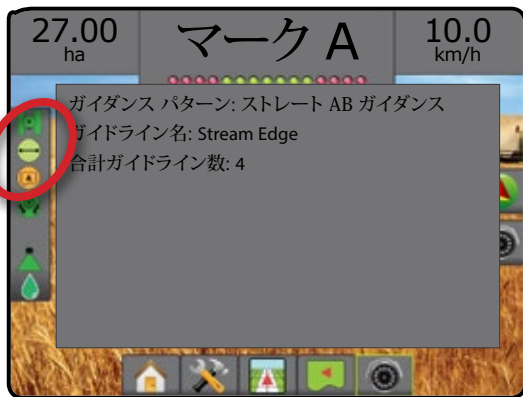 27.00
ha
マーク A
10.0
km/h
ガイダンス パターン: ストレート AB ガイダンス
ガイドライン名: Stream Edge
合計ガイドライン数: 4